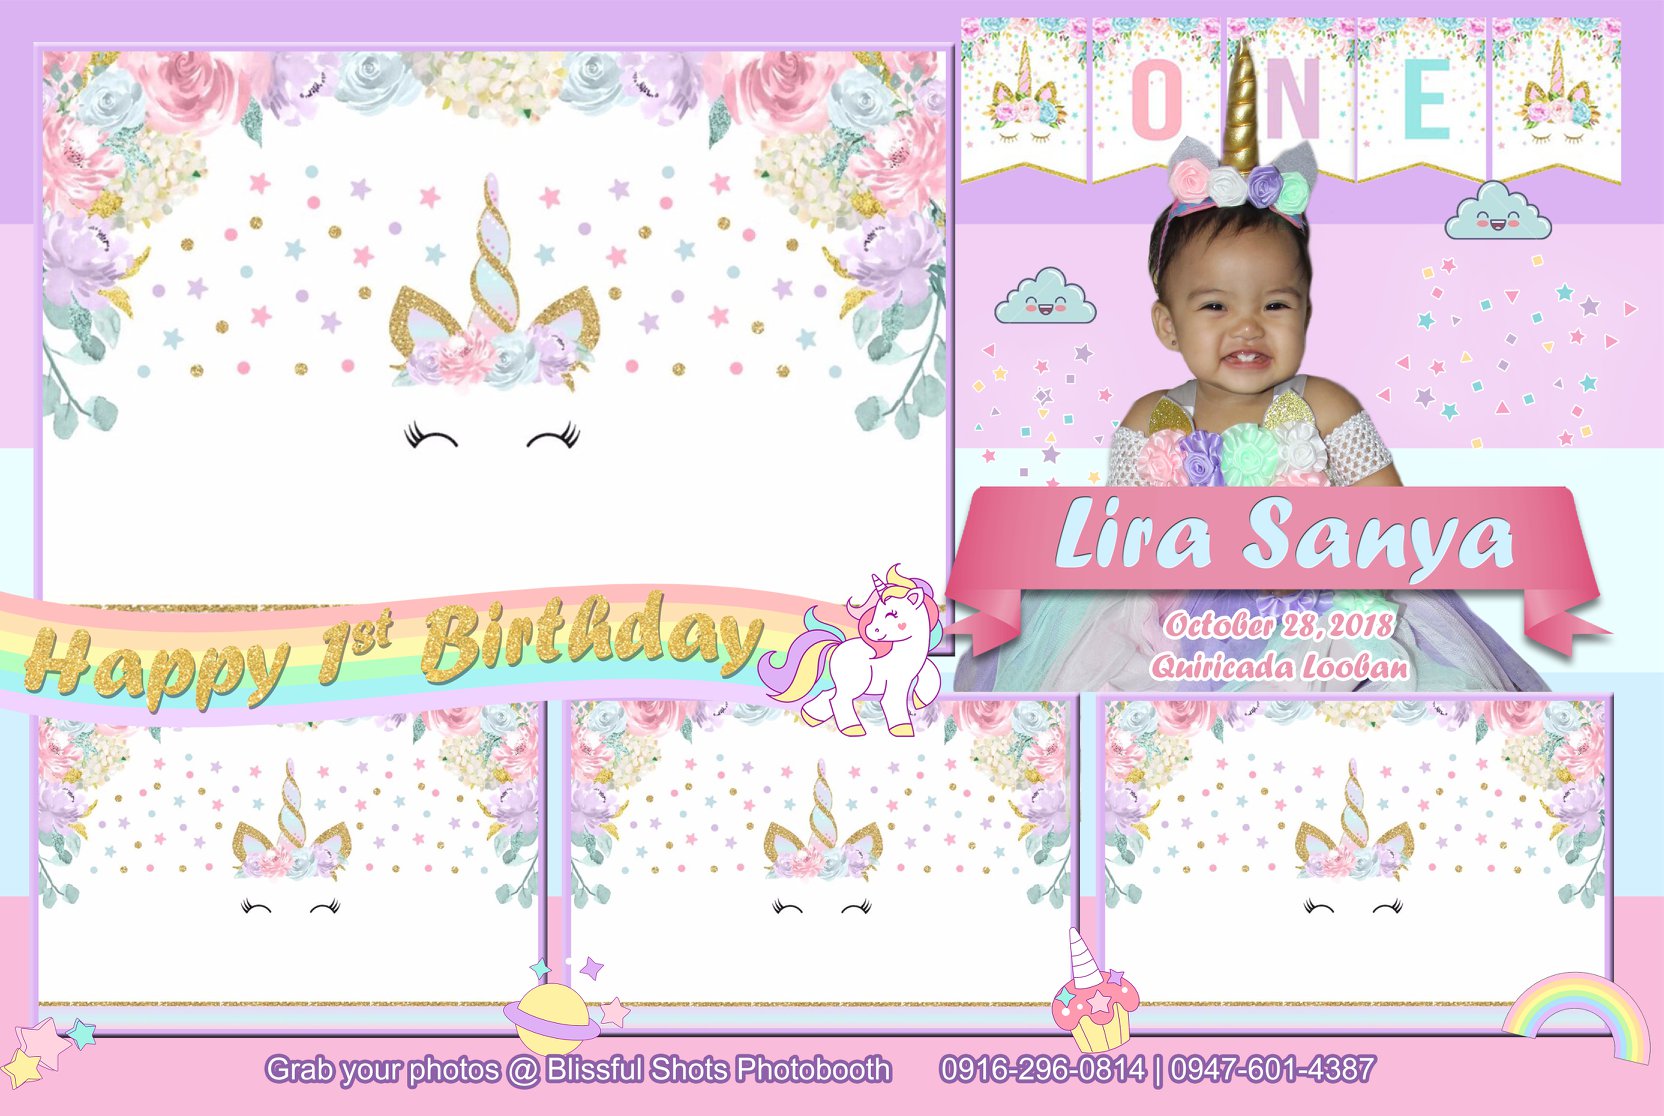 ONE
Lira Sanya
October 28, 2018
Quiricada Looban
Happy 1st Birthday
Grab your photos @ Blissful Shots Photobooth 0916-296-0814 | 0947-601-4387